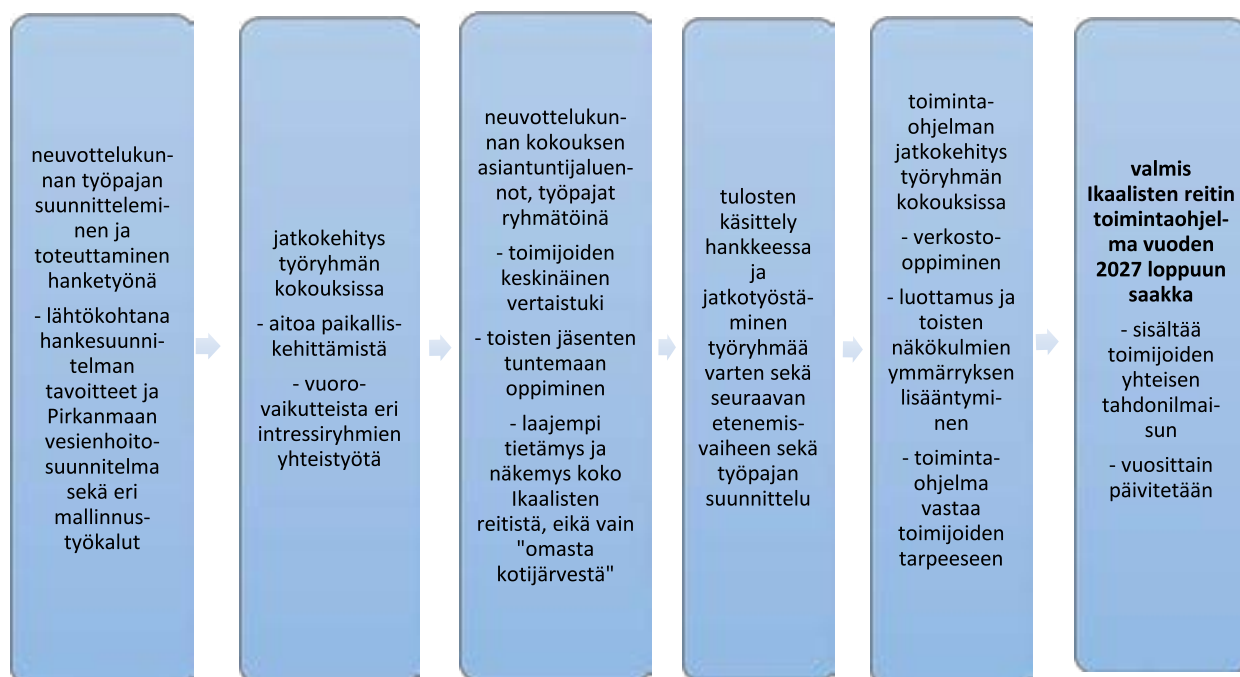 neuvottelukun-
nan työpajan
suunnittelemi-
nen ja
toteuttaminen
hanketyönä
- lähtökohtana
hankesuunni-
telman
tavoitteet ja
Pirkanmaan
vesienhoito-
suunnitelma
sekä eri
mallinnus-
työkalut
jatkokehitys
työryhmän
kokouksissa
- aitoa paikallis-
kehittämistä
- vuoro-
vaikutteista eri
intressiryhmien
yhteistyötä
neuvottelukun-
nan kokouksen
asiantuntijaluen-
not, työpajat
ryhmätöinä
- toimijoiden
keskinäinen
vertaistuki
- toisten jäsenten
tuntemaan
oppiminen
- laajempi
tietämys ja
näkemys koko
Ikaalisten
reitistä, eikä vain
"omasta
kotijärvestä"
tulosten
käsittely
hankkeessa
ja
jatkotyöstä-
minen
työryhmää
varten sekä
seuraavan
etenemis-
vaiheen sekä
työpajan
suunnittelu
toiminta-
ohjelman
jatkokehitys
työryhmän
kokouksissa
- verkosto-
oppiminen
- luottamus ja
toisten
näkökulmien
ymmärryksen
lisääntymi-
nen
- toiminta-
ohjelma
vastaa
toimijoiden
tarpeeseen
valmis
Ikaalisten reitin
toimintaohjel-
ma vuoden
2027 loppuun
saakka
- sisältää
toimijoiden
yhteisen
tahdonilmai-
sun
- vuosittain
päivitetään